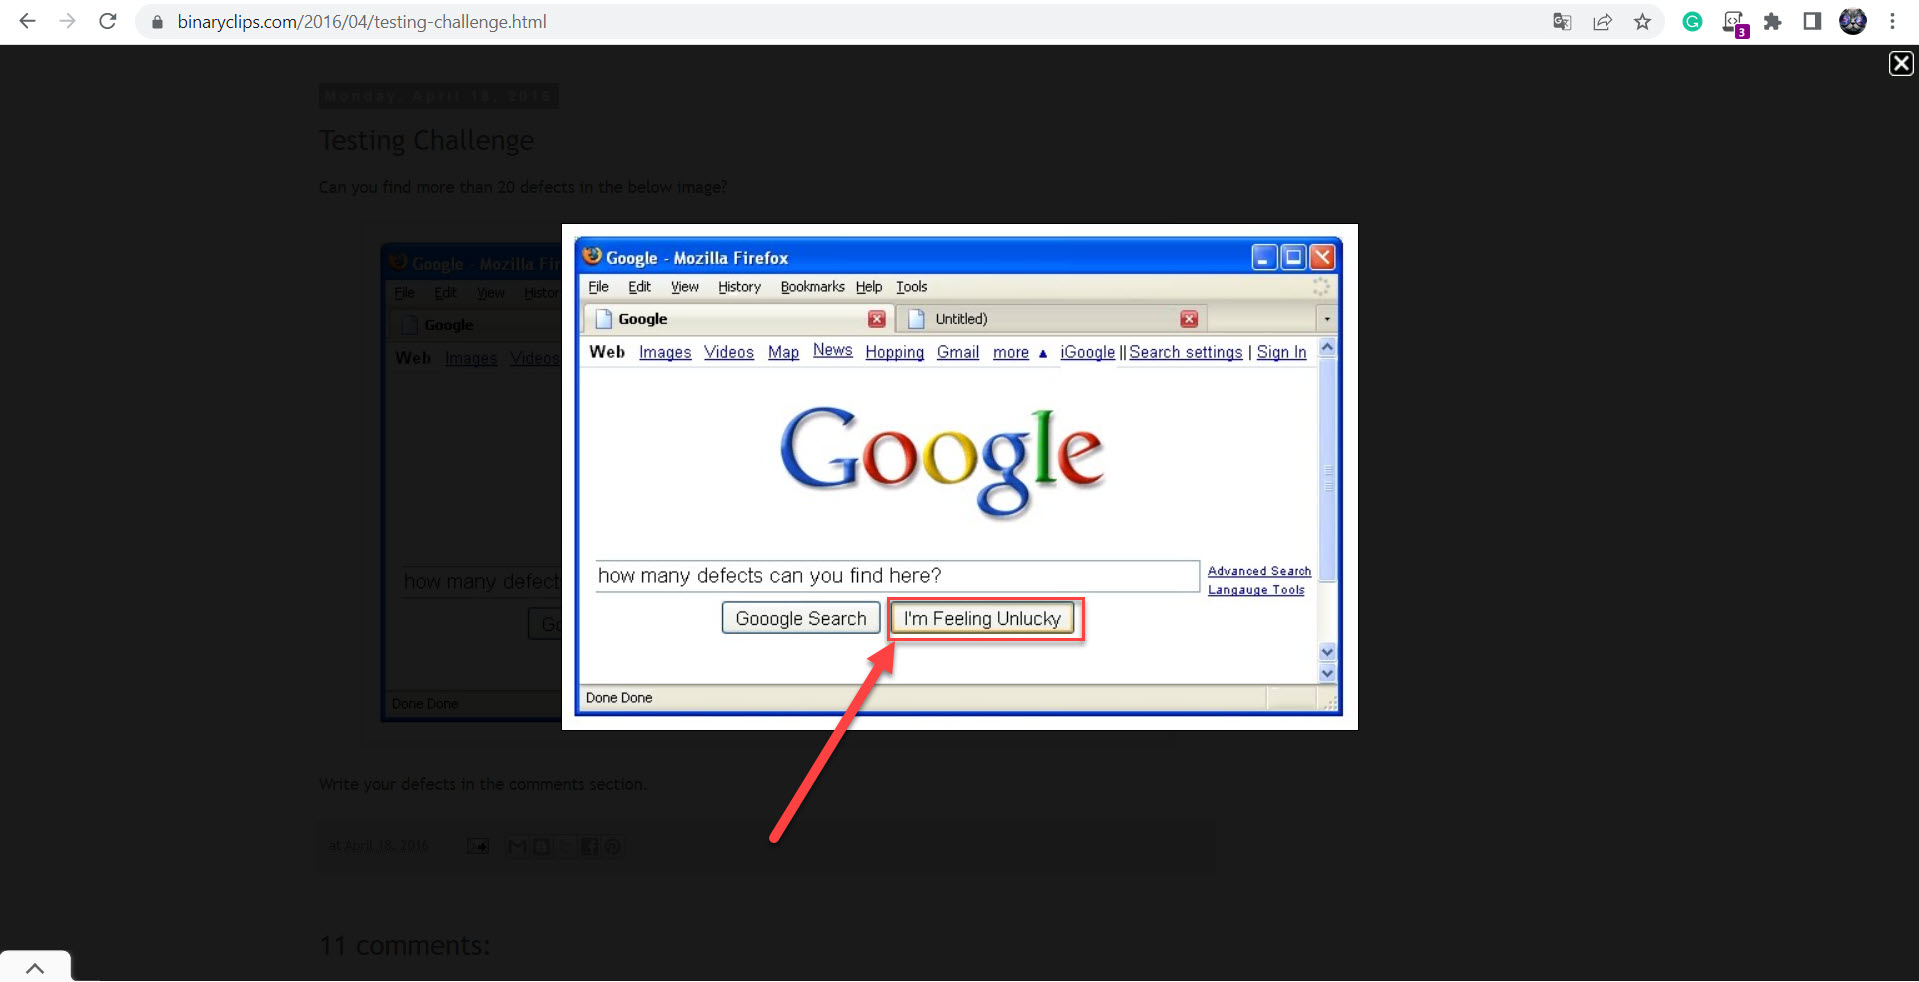 binaryclips.com/2016/04/testing-challenge.html
3
Monday, April 18, 2016
Testing Challenge
Can you find more than 20 defects in the below image?
Google - Mozilla Fir
File Edit View Histor
Google
Web Images Videos
how many defect
Go
Done Done
Google - Mozilla Firefox
File Edit View History Bookmarks Help Tools
Google Untitled)
Web Images Videos Map News Hopping Gmail more ▲ iGoogle || Search settings | Sign In
Google
how many defects can you find here?
Advanced Search
Langauge Tools
Gooogle Search I'm Feeling Unlucky
Done Done
Write your defects in the comments section.
at April 18, 2016
11 comments: